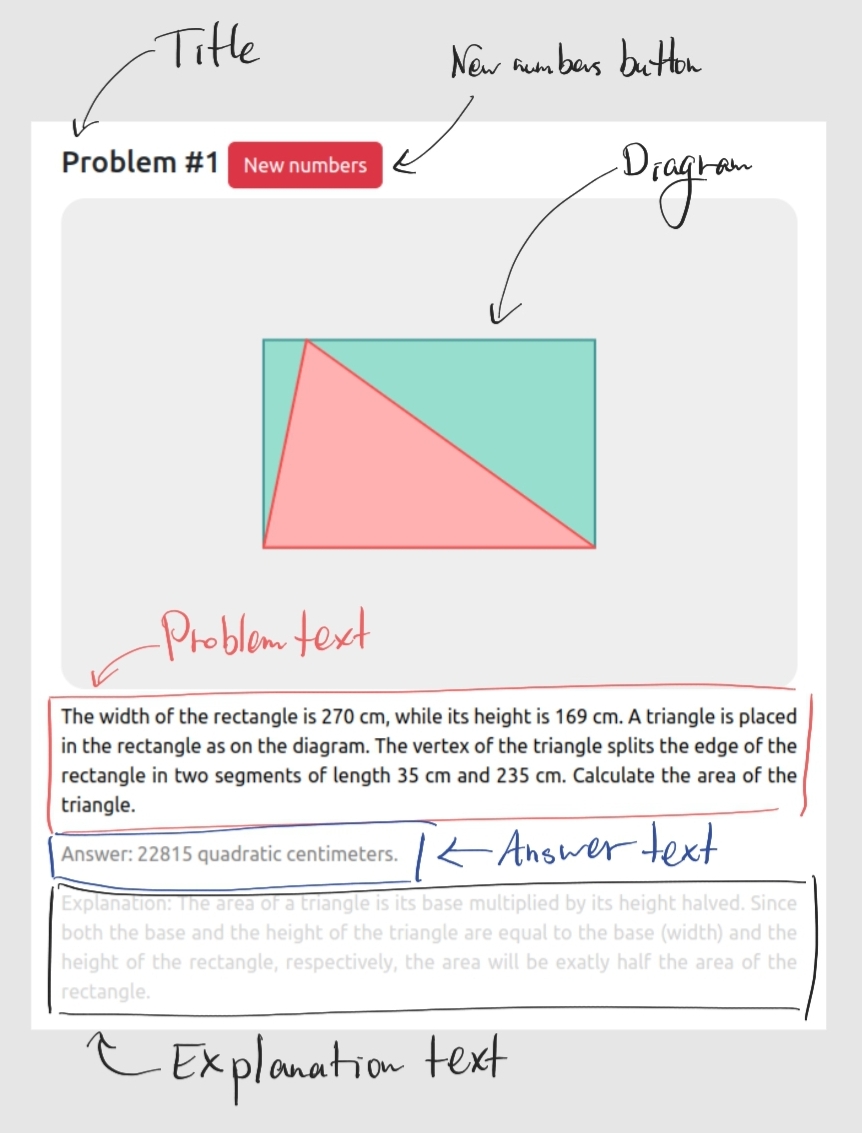 Title
New numbers button
Problem #1 New numbers
Diagram
Problem text
The width of the rectangle is 270 cm, while its height is 169 cm. A triangle is placed
in the rectangle as on the diagram. The vertex of the triangle splits the edge of the
rectangle in two segments of length 35 cm and 235 cm. Calculate the area of the
triangle.
Answer: 22815 quadratic centimeters.
Answer text
Explanation: The area of a triangle is its base multiplied by its height halved. Since
both the base and the height of the triangle are equal to the base (width) and the
height of the rectangle, respectively, the area will be exatly half the area of the
rectangle.
Explanation text